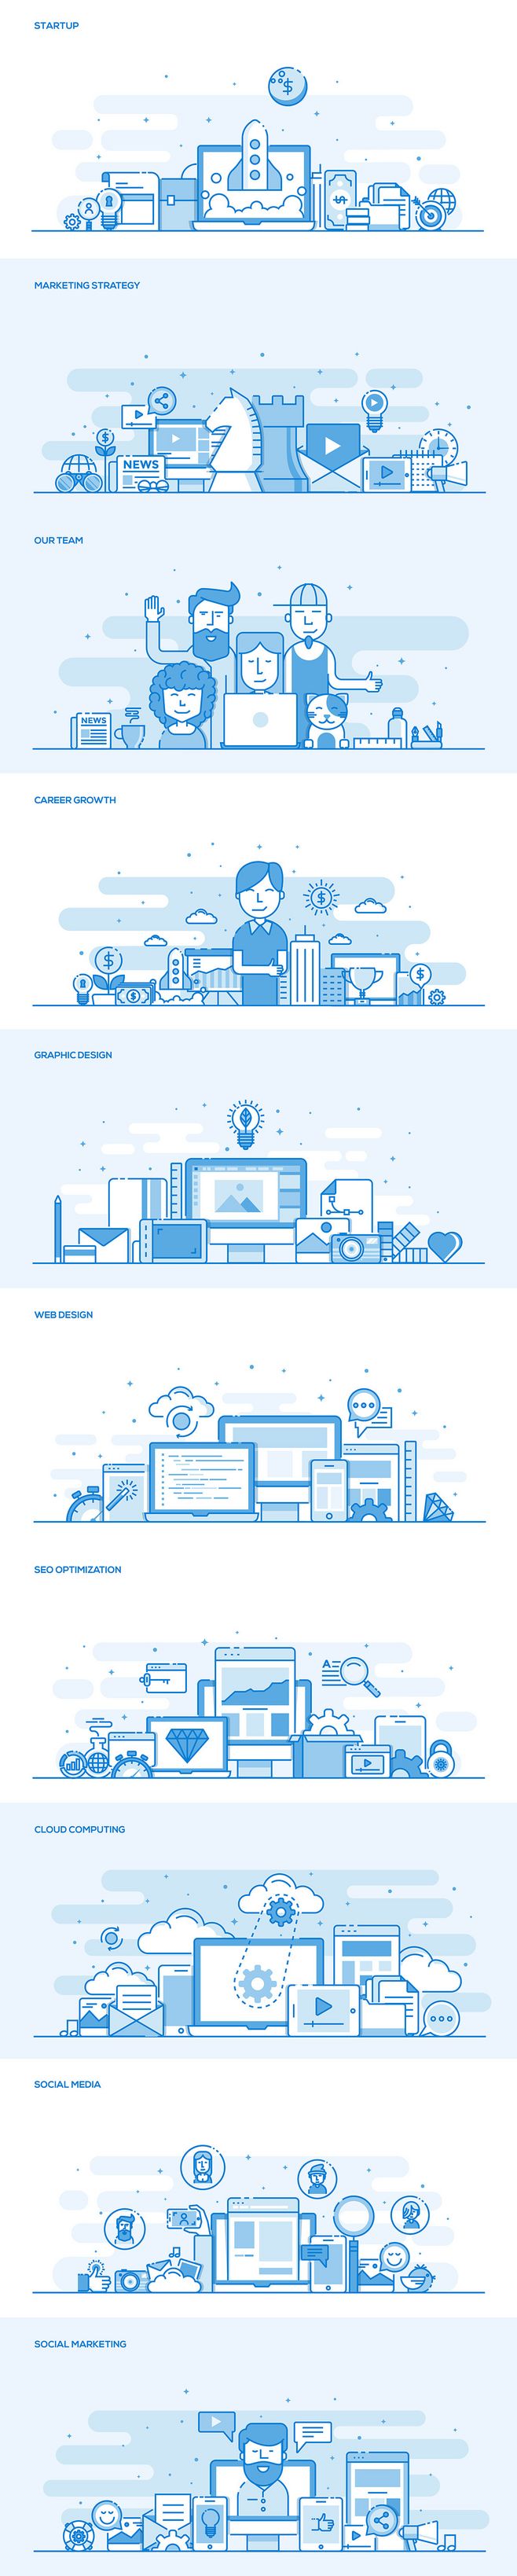 STARTUP
$
$
MARKETING STRATEGY
$
NEWS
OUR TEAM
NEWS
CAREER GROWTH
$
$
$
$
GRAPHIC DESIGN
WEB DESIGN
SEO OPTIMIZATION
A
CLOUD COMPUTING
SOCIAL MEDIA
SOCIAL MARKETING